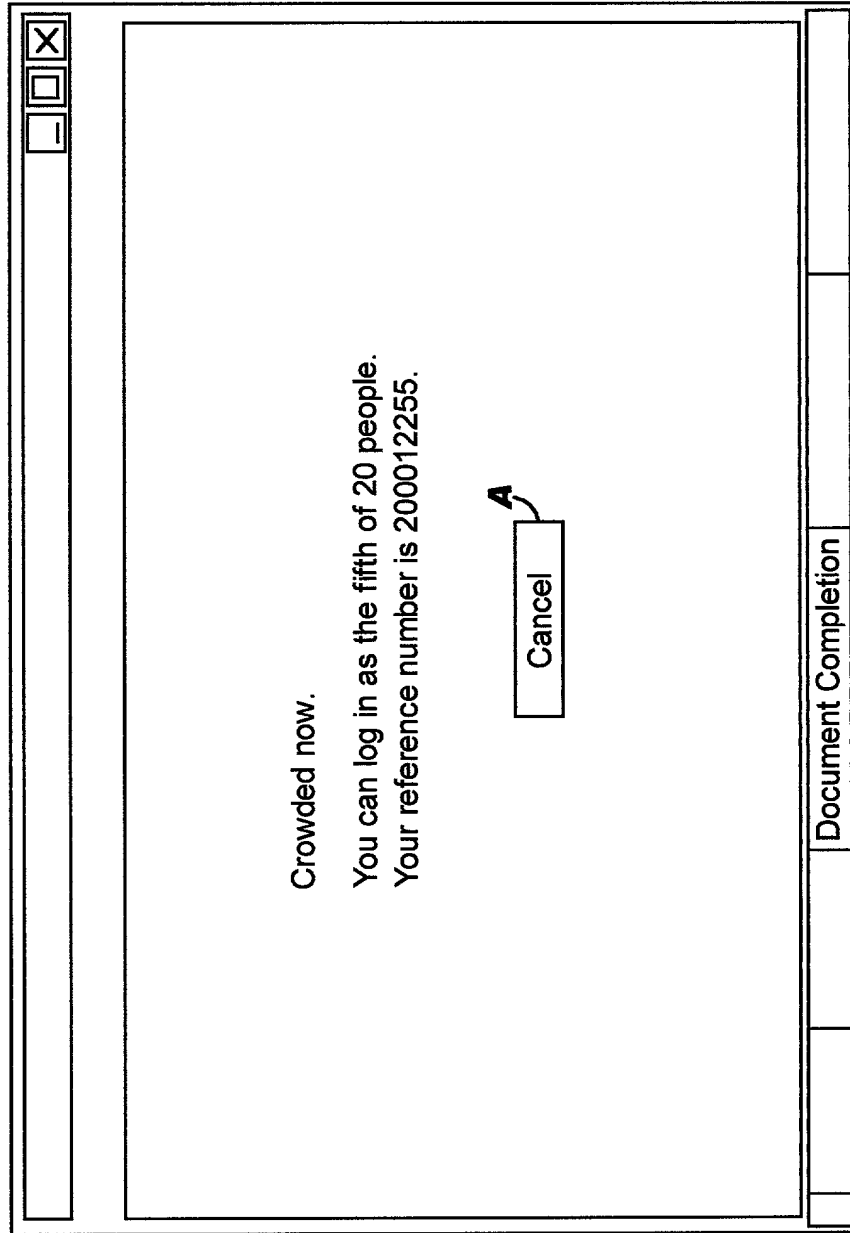 Crowded now.
You can log in as the fifth of 20 people.
Your reference number is 200012255.
A
Cancel
Document Completion